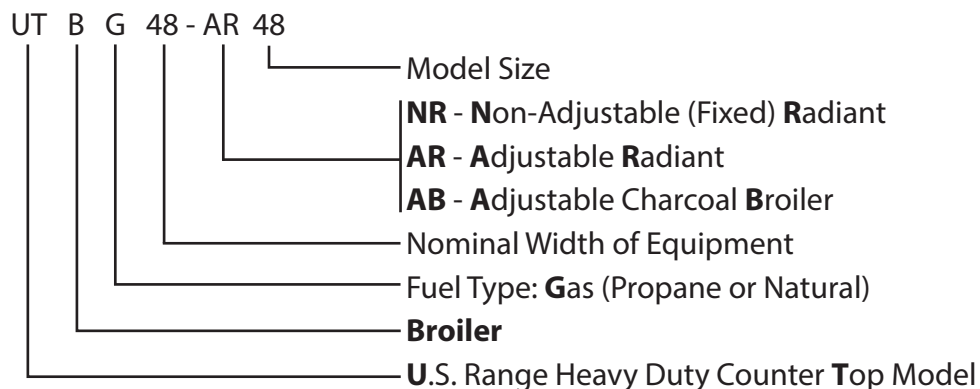 UT B G 48 - AR 48
Model Size
NR - Non-Adjustable (Fixed) Radiant
AR - Adjustable Radiant
AB - Adjustable Charcoal Broiler
Nominal Width of Equipment
Fuel Type: Gas (Propane or Natural)
Broiler
U.S. Range Heavy Duty Counter Top Model